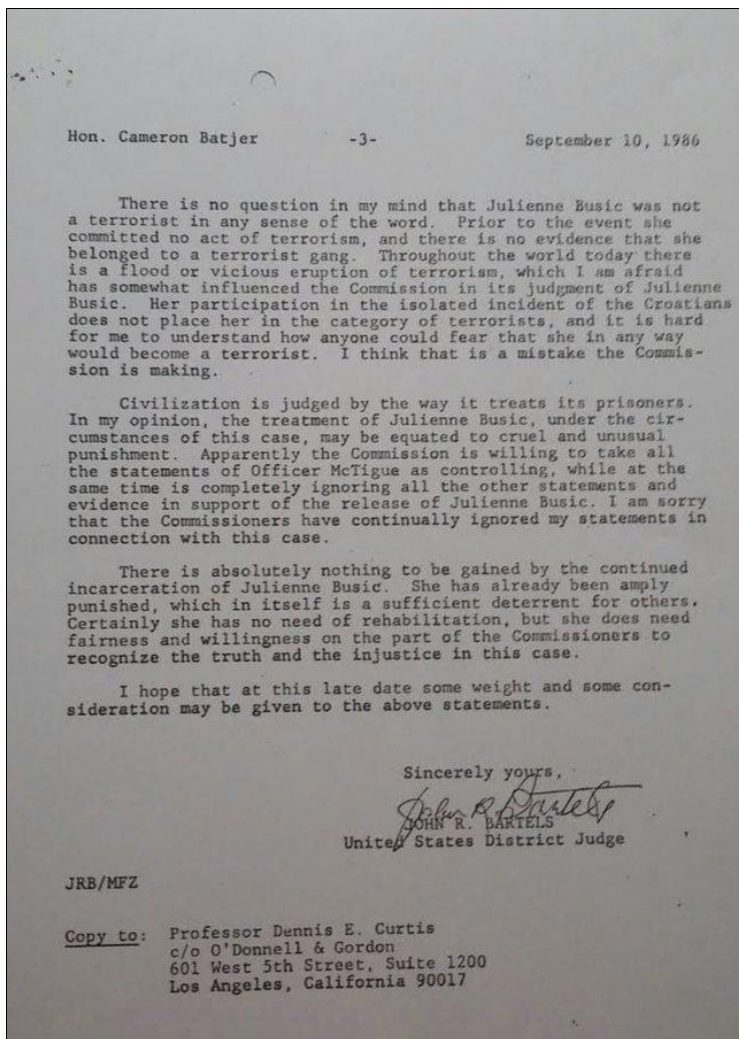 Hon. Cameron Batjer -3- September 10, 1986
There is no question in my mind that Julienne Busic was not
a terrorist in any sense of the word. Prior to the event she
committed no act of terrorism, and there is no evidence that she
belonged to a terrorist gang. Throughout the world today there
is a flood or vicious eruption of terrorism, which I am afraid
has somewhat influenced the Commission in its judgment of Julienne
Busic. Her participation in the isolated incident of the Croatians
does not place her in the category of terrorists, and it is hard
for me to understand how anyone could fear that she in any way
would become a terrorist. I think that is a mistake the Commis-
sion is making.
Civilization is judged by the way it treats its prisoners.
In my opinion, the treatment of Julienne Busic, under the cir-
cumstances of this case, may be equated to cruel and unusual
punishment. Apparently the Commission is willing to take all
the statements of Officer McTigue as controlling, while at the
same time is completely ignoring all the other statements and
evidence in support of the release of Julienne Busic. I am sorry
that the Commissioners have continually ignored my statements in
connection with this case.
There is absolutely nothing to be gained by the continued
incarceration of Julienne Busic. She has already been amply
punished, which in itself is a sufficient deterrent for others.
Certainly she has no need of rehabilitation, but she does need
fairness and willingness on the part of the Commissioners to
recognize the truth and the injustice in this case.
I hope that at this late date some weight and some con-
sideration may be given to the above statements.
Sincerely yours,
John R. Bartels
JOHN R. BARTELS
United States District Judge
JRB/MFZ
Copy to: Professor Dennis E. Curtis
c/o O'Donnell & Gordon
601 West 5th Street, Suite 1200
Los Angeles, California 90017